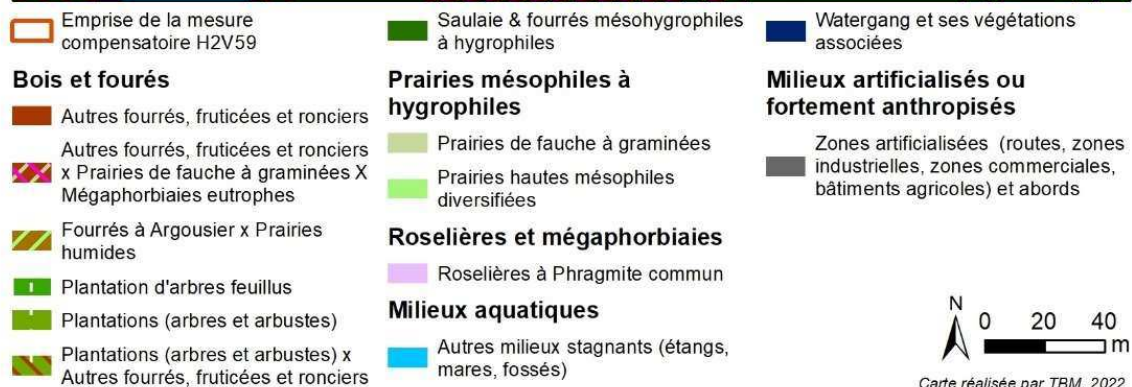 Emprise de la mesure
compensatoire H2V59
Bois et fourés
Autres fourrés, fruticées et ronciers
Autres fourrés, fruticées et ronciers
x Prairies de fauche à graminées X
Mégaphorbiaies eutrophes
Fourrés à Argousier x Prairies
humides
Plantation d'arbres feuillus
Plantations (arbres et arbustes)
Plantations (arbres et arbustes) x
Autres fourrés, fruticées et ronciers
Saulaie & fourrés mésohygrophiles
à hygrophiles
Prairies mésophiles à
hygrophiles
Prairies de fauche à graminées
Prairies hautes mésophiles
diversifiées
Roselières et mégaphorbiaies
Roselières à Phragmite commun
Milieux aquatiques
Autres milieux stagnants (étangs,
mares, fossés)
Watergang et ses végétations
associées
Milieux artificialisés ou
fortement anthropisés
Zones artificialisées (routes, zones
industrielles, zones commerciales,
bâtiments agricoles) et abords
N
0 20 40
m
Carte réalisée par TBM, 2022